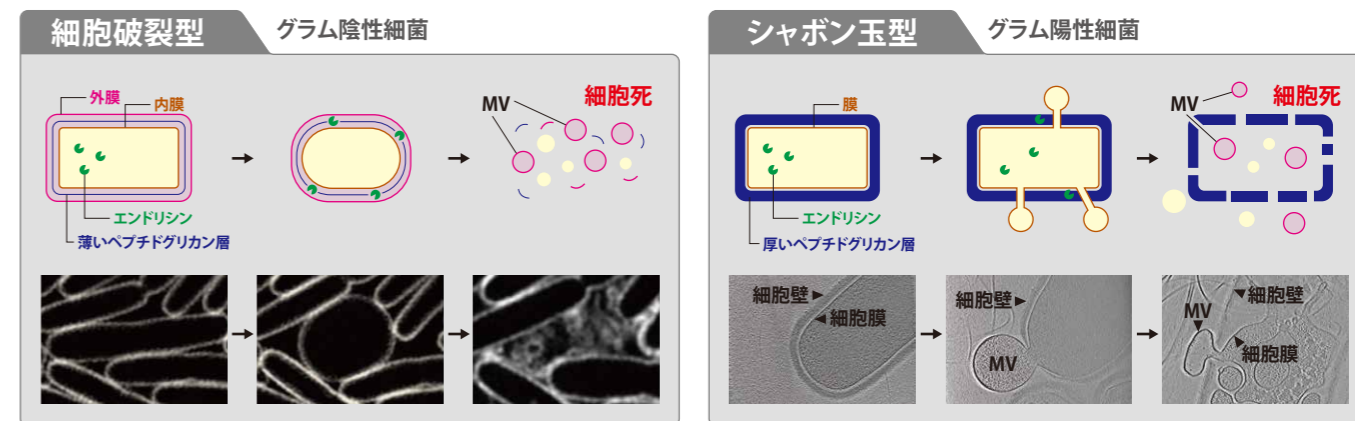 細胞破裂型 グラム陰性細菌
外膜
内膜
MV
細胞死
エンドリシン
薄いペプチドグリカン層
シャボン玉型 グラム陽性細菌
膜
MV
細胞死
エンドリシン
厚いペプチドグリカン層
細胞壁
細胞膜
細胞壁
MV
細胞壁
MV
細胞膜